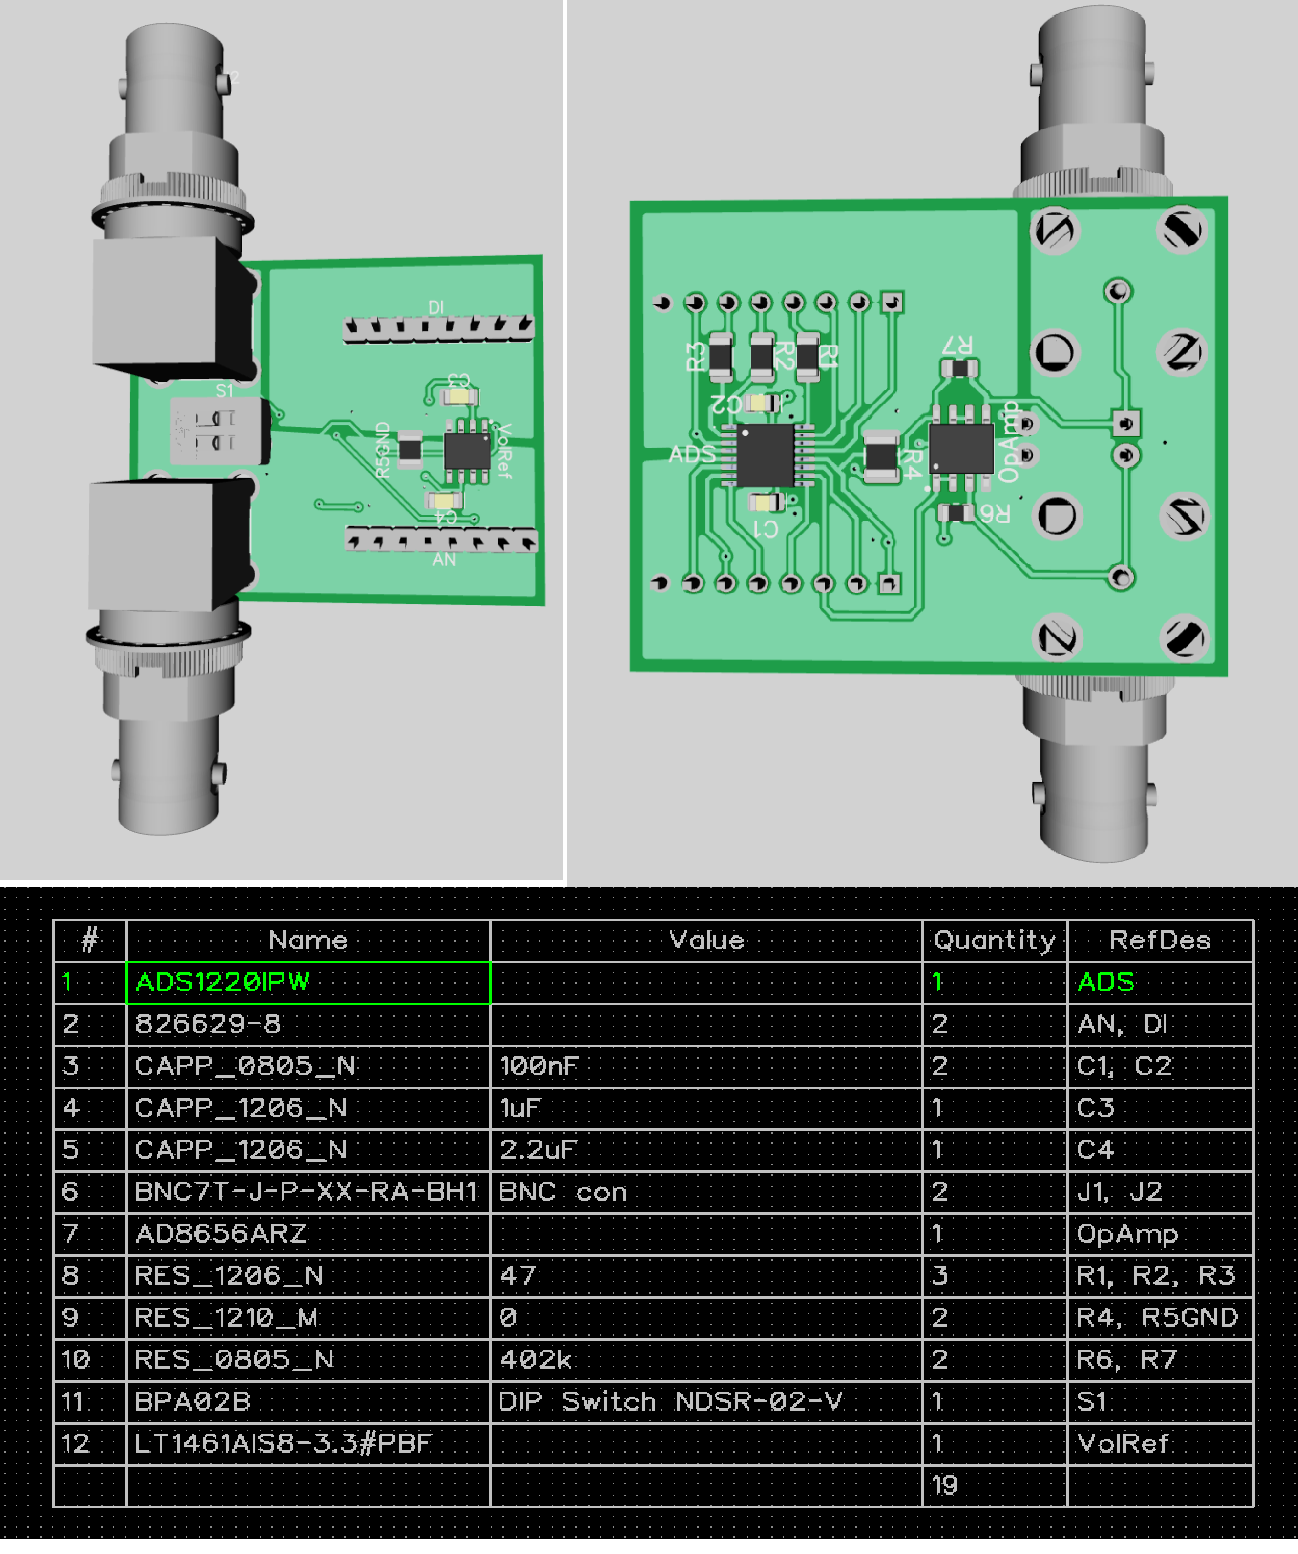 2
DI
C3
S1
R5GND
VolRef
C4
AN
R7
R3
R2
R1
C2
OpAmp
ADS
R4
C1
R6
# Name Value Quantity RefDes
1 ADS1220IPW 1 ADS
2 826629-8 2 AN, DI
3 CAPP_0805_N 100nF 2 C1, C2
4 CAPP_1206_N 1uF 1 C3
5 CAPP_1206_N 2.2uF 1 C4
6 BNC7T-J-P-XX-RA-BH1 BNC con 2 J1, J2
7 AD8656ARZ 1 OpAmp
8 RES_1206_N 47 3 R1, R2, R3
9 RES_1210_M 0 2 R4, R5GND
10 RES_0805_N 402k 2 R6, R7
11 BPA02B DIP Switch NDSR-02-V 1 S1
12 LT1461AIS8-3.3#PBF 1 VolRef
19